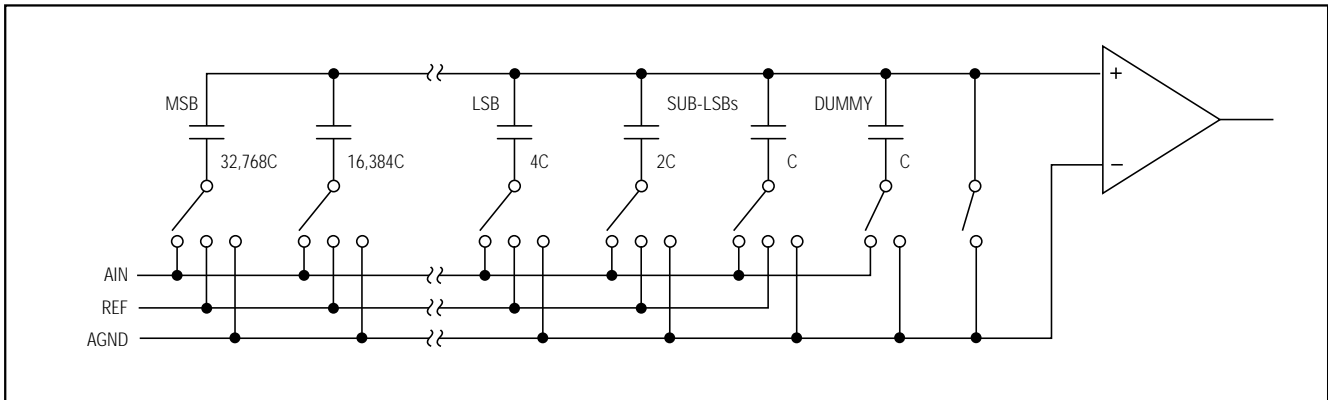 MSB
LSB
SUB-LSBs
DUMMY
+
32,768C
16,384C
4C
2C
C
C
−
AIN
REF
AGND